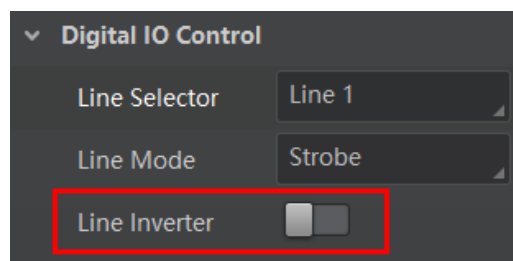 Digital IO Control
Line Selector Line 1
Line Mode Strobe
Line Inverter